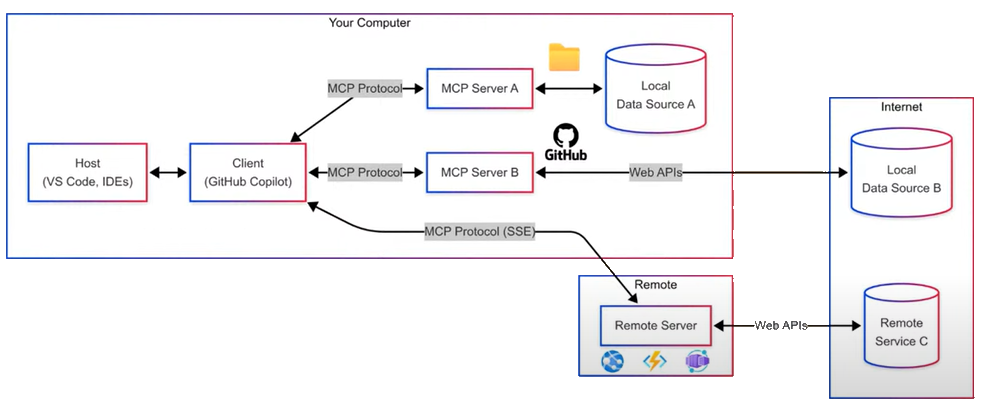 Your Computer
MCP Protocol
MCP Server A
Local
Data Source A
Internet
Host
(VS Code, IDEs)
Client
(GitHub Copilot)
MCP Protocol
MCP Server B
GitHub
Web APIs
Local
Data Source B
MCP Protocol (SSE)
Remote
Remote Server
Web APIs
Remote
Service C